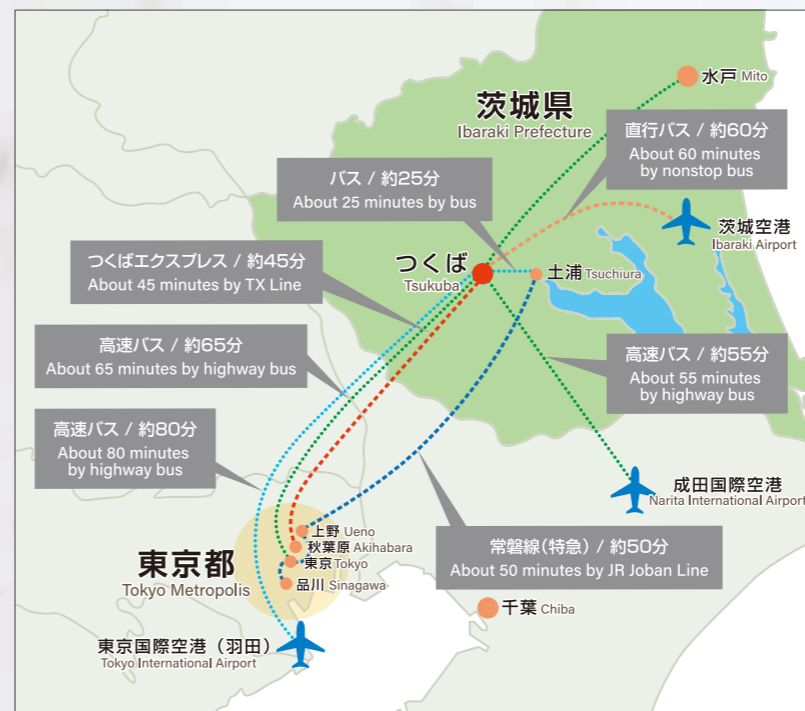 水戸 Mito
茨城県
Ibaraki Prefecture
直行バス / 約60分
About 60 minutes
by nonstop bus
バス / 約25分
About 25 minutes by bus
茨城空港
Ibaraki Airport
つくば
Tsukuba
土浦 Tsuchiura
つくばエクスプレス / 約45分
About 45 minutes by TX Line
高速バス / 約65分
About 65 minutes by highway bus
高速バス / 約55分
About 55 minutes
by highway bus
高速バス / 約80分
About 80 minutes
by highway bus
成田国際空港
Narita International Airport
上野 Ueno
秋葉原 Akihabara
東京 Tokyo
品川 Sinagawa
常磐線(特急) / 約50分
About 50 minutes by JR Joban Line
東京都
Tokyo Metropolis
千葉 Chiba
東京国際空港（羽田）
Tokyo International Airport